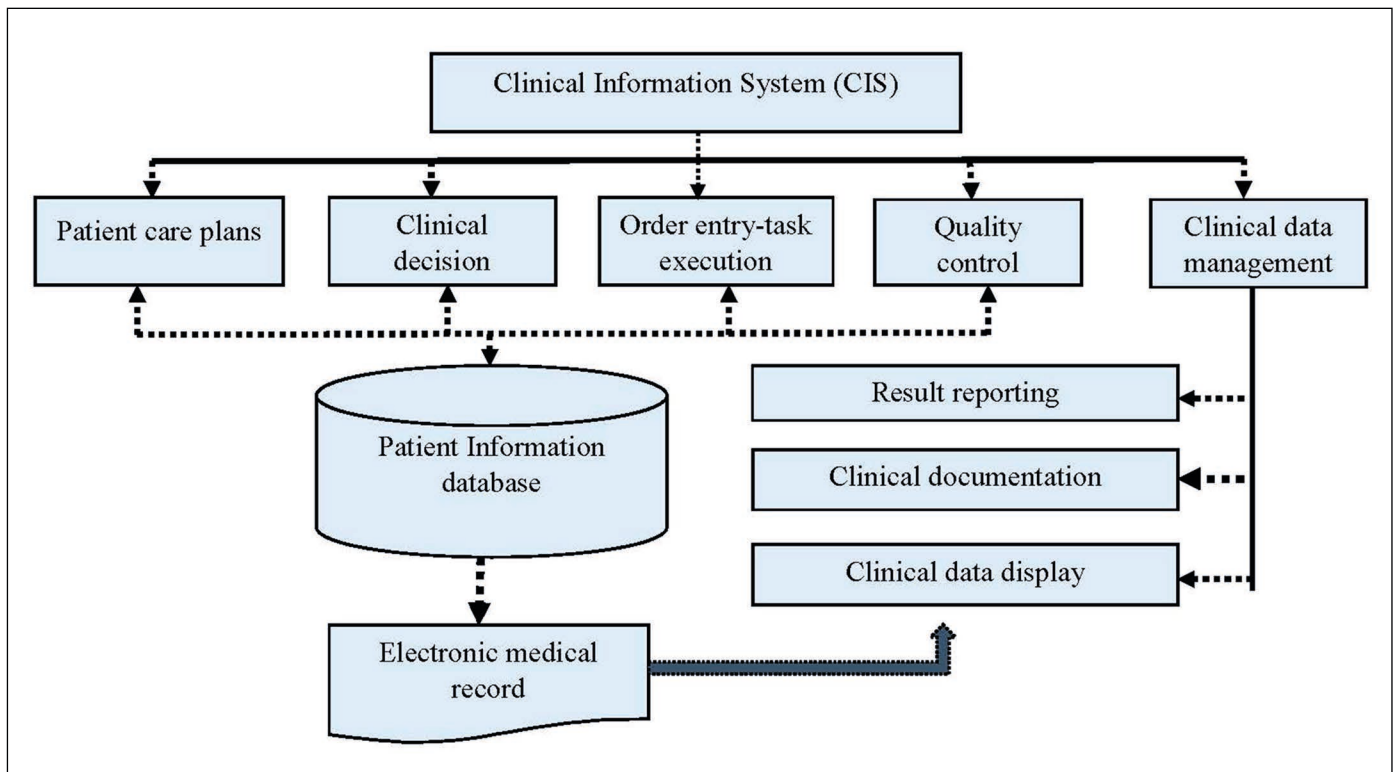 Clinical Information System (CIS)
Patient care plans
Clinical
decision
Order entry-task
execution
Quality
control
Clinical data
management
Result reporting
Patient Information
database
Clinical documentation
Clinical data display
Electronic medical
record